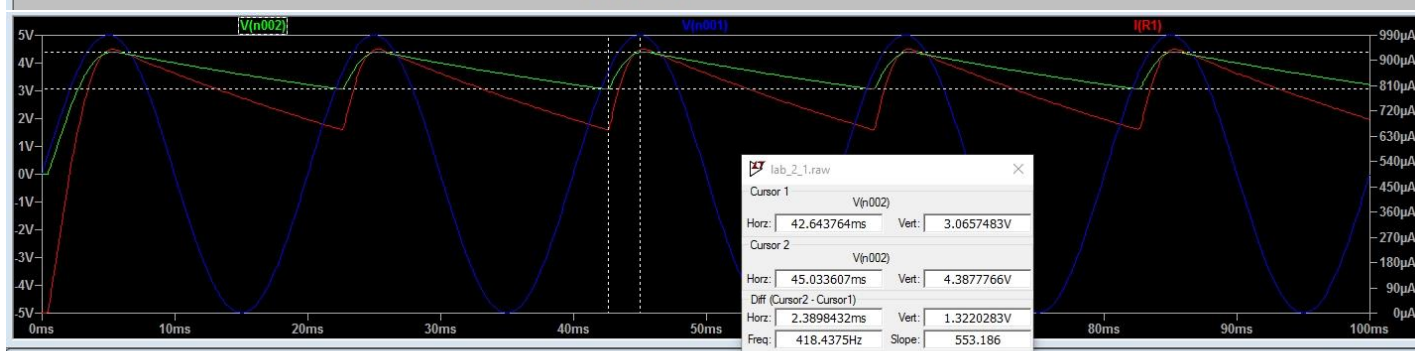 V(n002) V(n001) I(R1)
5V 990µA
4V 900µA
3V 810µA
2V 720µA
1V 630µA
0V 540µA
-1V 450µA
-2V 360µA
-3V 270µA
-4V 180µA
90µA
-5V 0µA
0ms 10ms 20ms 30ms 40ms 50ms 80ms 90ms 100ms
lab_2_1.raw
Cursor 1
V(n002)
Horz: 42.643764ms Vert: 3.0657483V
Cursor 2
V(n002)
Horz: 45.033607ms Vert: 4.3877766V
Diff (Cursor2 - Cursor1)
Horz: 2.3898432ms Vert: 1.3220283V
Freq: 418.4375Hz Slope: 553.186